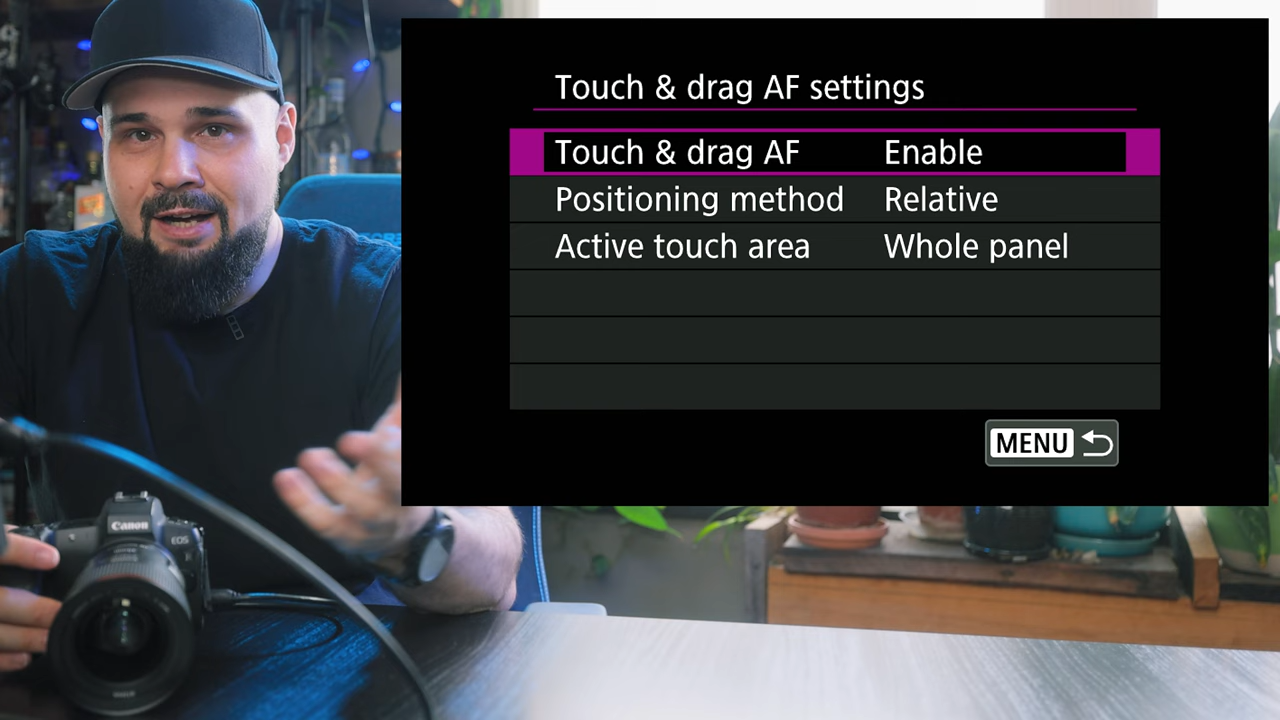 Touch & drag AF settings
Touch & drag AF Enable
Positioning method Relative
Active touch area Whole panel
MENU
Canon
EOS
R